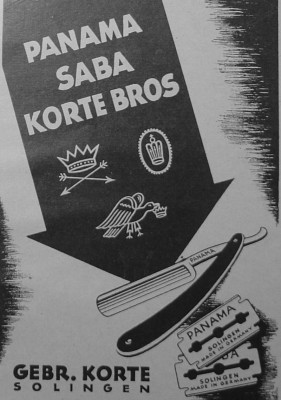 PANAMA
SABA
KORTE BROS
PANAMA
PANAMA
SOLINGEN
MADE IN GERMANY
SOLINGEN
MADE IN GERMANY
GEBR. KORTE
SOLINGEN